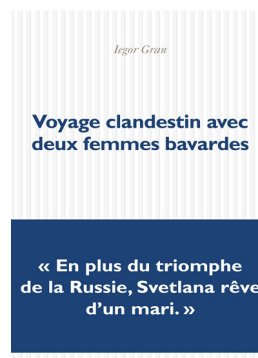 Iegor Gran
Voyage clandestin avec
deux femmes bavardes
« En plus du triomphe
de la Russie, Svetlana rêve
d’un mari. »